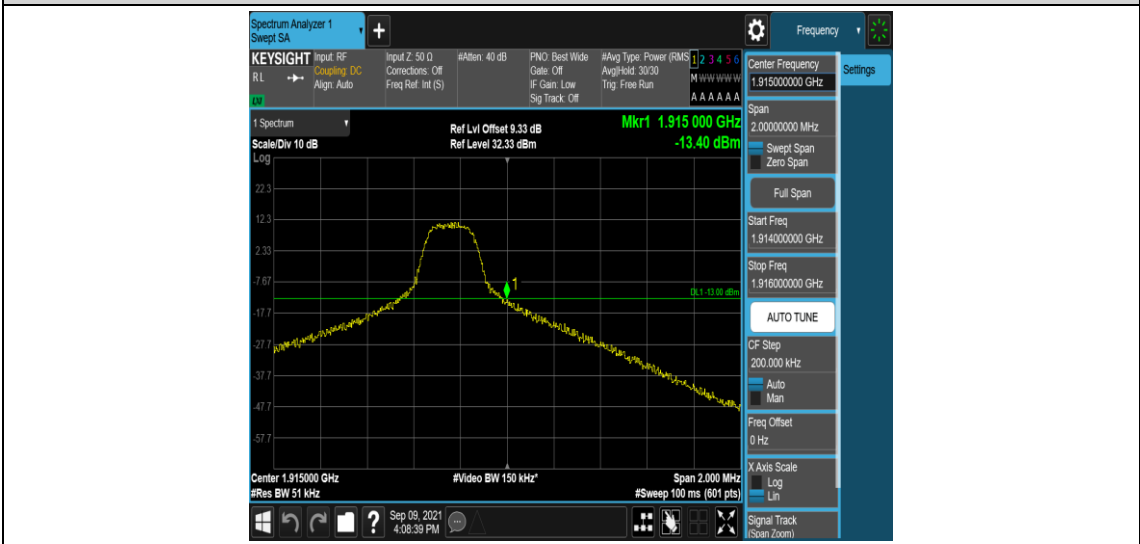 Spectrum Analyzer 1
Swept SA
+
Frequency
KEYSIGHT
Input: RF
Input Z: 50 Ω
#Atten: 40 dB
PNO: Best Wide
#Avg Type: Power (RMS
1 2 3 4 5 6
RL
Coupling: DC
Corrections: Off
Gate: Off
Avg|Hold: 30/30
M W W W W W
Align: Auto
Freq Ref: Int (S)
IF Gain: Low
Trig: Free Run
Sig Track: Off
A A A A A A
Center Frequency
1.915000000 GHz
Settings
Span
2.00000000 MHz
Swept Span
Zero Span
Full Span
Start Freq
1.914000000 GHz
Stop Freq
1.916000000 GHz
AUTO TUNE
CF Step
200.000 kHz
Auto
Man
Freq Offset
0 Hz
X Axis Scale
Log
Lin
Signal Track
(Span Zoom)
1 Spectrum
Ref Lvl Offset 9.33 dB
Mkr1 1.915 000 GHz
Scale/Div 10 dB
Ref Level 32.33 dBm
-13.40 dBm
Log
22.3
12.3
2.33
-7.67
1
DL1 -13.00 dBm
-17.7
-27.7
-37.7
-47.7
-57.7
Center 1.915000 GHz
#Video BW 150 kHz*
Span 2.000 MHz
#Res BW 51 kHz
#Sweep 100 ms (601 pts)
?
Sep 09, 2021
4:08:39 PM